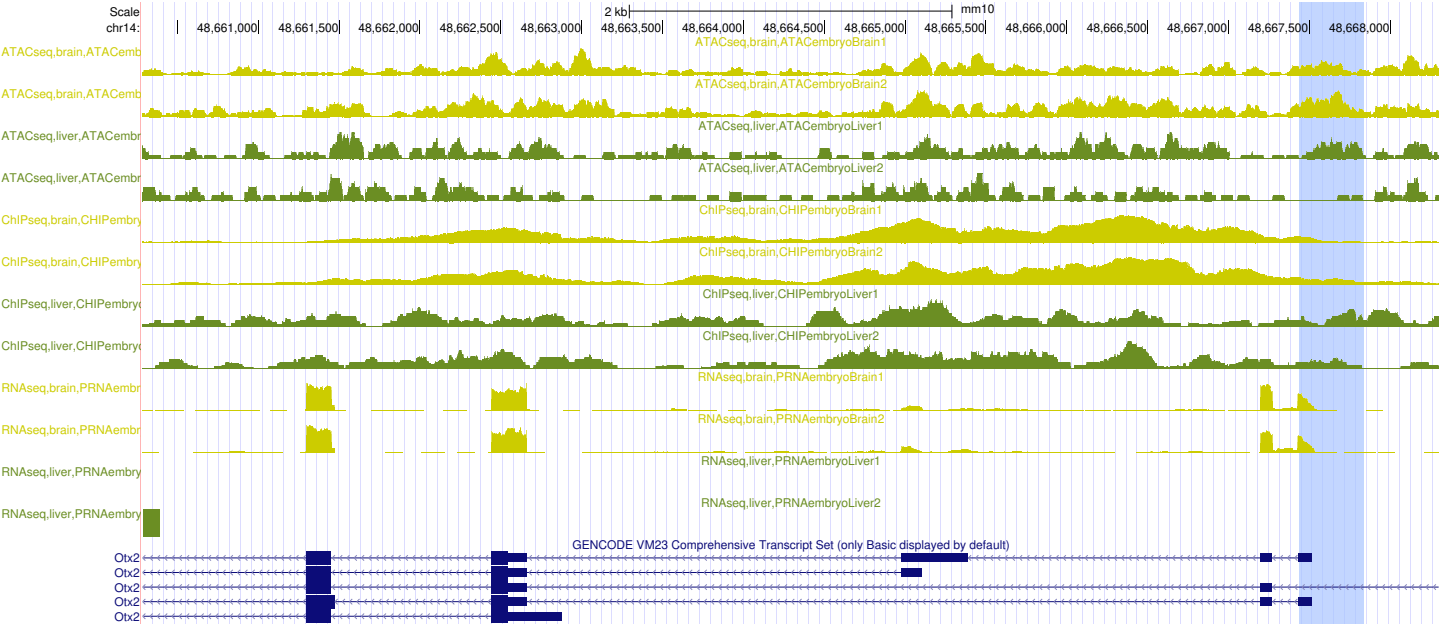 Scale 2 kb mm10
chr14: 48,661,000 48,661,500 48,662,000 48,662,500 48,663,000 48,663,500 48,664,000 48,664,500 48,665,000 48,665,500 48,666,000 48,666,500 48,667,000 48,667,500 48,668,000
ATACseq,brain,ATACembryoBrain1
ATACseq,brain,ATACemb
ATACseq,brain,ATACembryoBrain2
ATACseq,brain,ATACemb
ATACseq,liver,ATACembryoLiver1
ATACseq,liver,ATACembr
ATACseq,liver,ATACembryoLiver2
ATACseq,liver,ATACembr
ChIPseq,brain,CHIPembryoBrain1
ChIPseq,brain,CHIPembry
ChIPseq,brain,CHIPembryoBrain2
ChIPseq,brain,CHIPembry
ChIPseq,liver,CHIPembryoLiver1
ChIPseq,liver,CHIPembryo
ChIPseq,liver,CHIPembryoLiver2
ChIPseq,liver,CHIPembryo
RNAseq,brain,PRNAembryoBrain1
RNAseq,brain,PRNAembr
RNAseq,brain,PRNAembryoBrain2
RNAseq,brain,PRNAembr
RNAseq,liver,PRNAembryoLiver1
RNAseq,liver,PRNAembry
RNAseq,liver,PRNAembryoLiver2
RNAseq,liver,PRNAembry
GENCODE VM23 Comprehensive Transcript Set (only Basic displayed by default)
Otx2
Otx2
Otx2
Otx2
Otx2